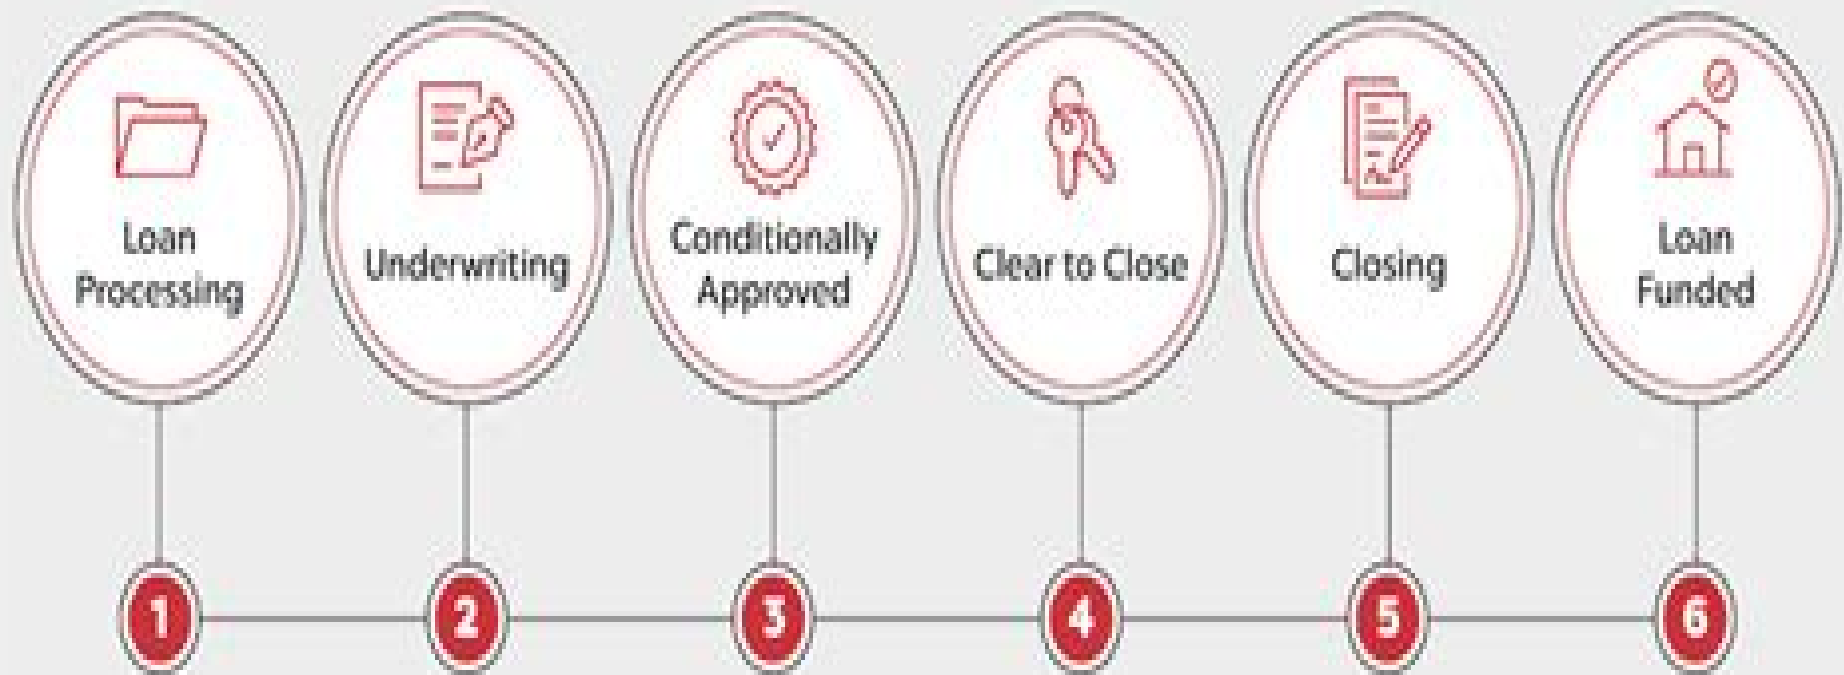 Loan
Processing
Underwriting
Conditionally
Approved
Clear to Close
Closing
Loan
Funded
1
2
3
4
5
6